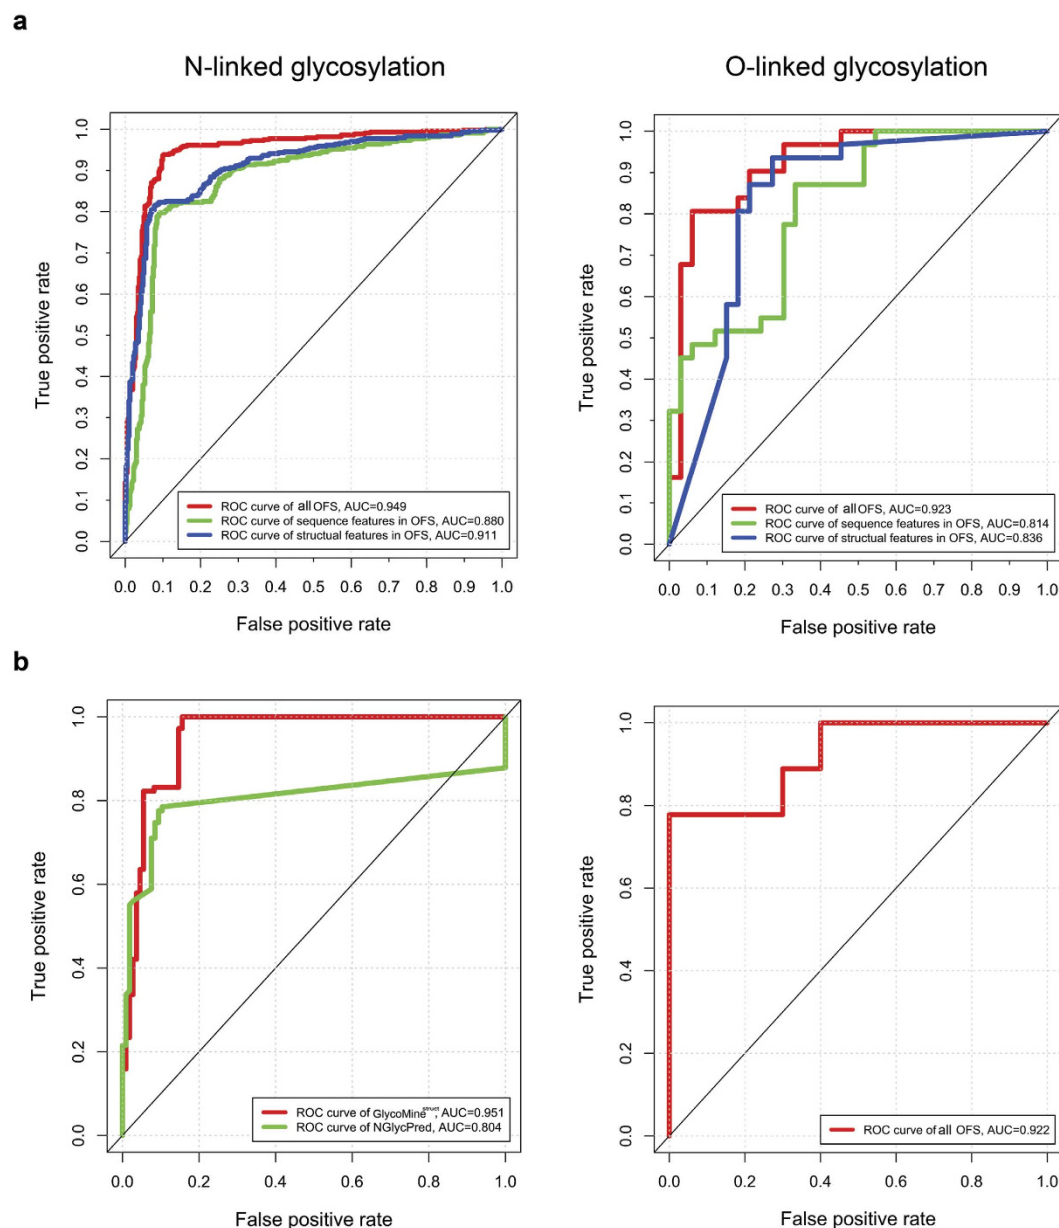 a
N-linked glycosylation
O-linked glycosylation
True positive rate
1.0
0.9
0.8
0.7
0.6
0.5
0.4
0.3
0.2
0.1
0.0
ROC curve of all OFS, AUC=0.949
ROC curve of sequence features in OFS, AUC=0.880
ROC curve of structual features in OFS, AUC=0.911
0.0 0.1 0.2 0.3 0.4 0.5 0.6 0.7 0.8 0.9 1.0
False positive rate
True positive rate
1.0
0.9
0.8
0.7
0.6
0.5
0.4
0.3
0.2
0.1
0.0
ROC curve of all OFS, AUC=0.923
ROC curve of sequence features in OFS, AUC=0.814
ROC curve of structual features in OFS, AUC=0.836
0.0 0.1 0.2 0.3 0.4 0.5 0.6 0.7 0.8 0.9 1.0
False positive rate
b
True positive rate
1.0
0.8
0.6
0.4
0.2
0.0
ROC curve of GlycoMine^struct, AUC=0.951
ROC curve of NGlycPred, AUC=0.804
0.0 0.2 0.4 0.6 0.8 1.0
False positive rate
True positive rate
1.0
0.8
0.6
0.4
0.2
0.0
ROC curve of all OFS, AUC=0.922
0.0 0.2 0.4 0.6 0.8 1.0
False positive rate